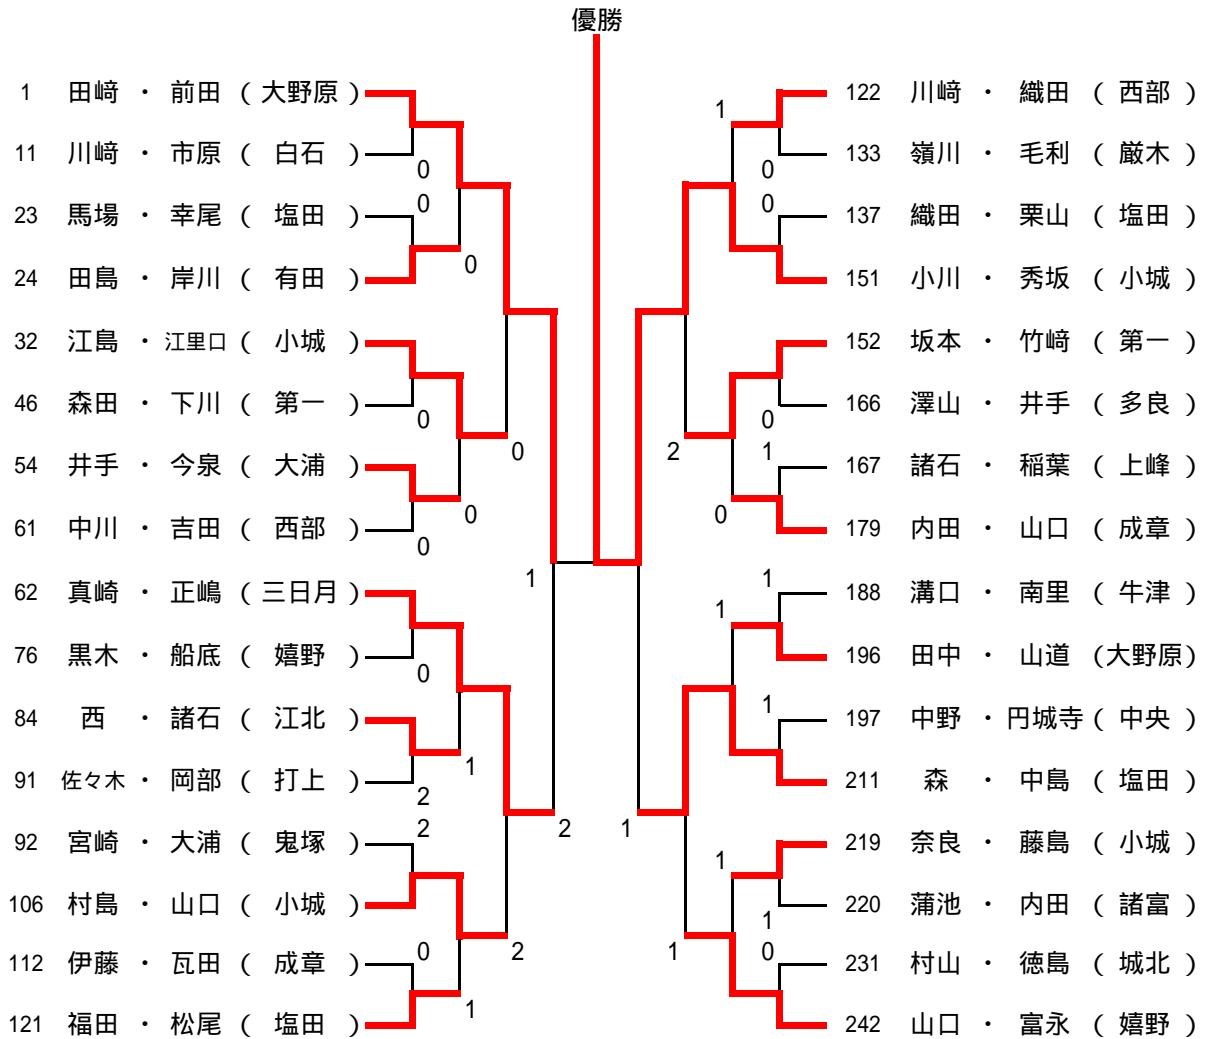 優勝
1 田﨑 ・ 前田 ( 大野原 )
11 川﨑 ・ 市原 ( 白石 )
0
0
23 馬場 ・ 幸尾 ( 塩田 )
24 田島 ・ 岸川 ( 有田 )
0
32 江島 ・ 江里口 ( 小城 )
46 森田 ・ 下川 ( 第一 )
0
0
54 井手 ・ 今泉 ( 大浦 )
61 中川 ・ 吉田 ( 西部 )
0
0
1
62 真崎 ・ 正嶋 ( 三日月 )
76 黒木 ・ 船底 ( 嬉野 )
0
84 西 ・ 諸石 ( 江北 )
91 佐々木 ・ 岡部 ( 打上 )
1
2
2
2
92 宮崎 ・ 大浦 ( 鬼塚 )
106 村島 ・ 山口 ( 小城 )
0
2
112 伊藤 ・ 瓦田 ( 成章 )
121 福田 ・ 松尾 ( 塩田 )
1
1
122 川﨑 ・ 織田 ( 西部 )
133 嶺川 ・ 毛利 ( 厳木 )
0
0
137 織田 ・ 栗山 ( 塩田 )
151 小川 ・ 秀坂 ( 小城 )
152 坂本 ・ 竹﨑 ( 第一 )
166 澤山 ・ 井手 ( 多良 )
0
2
1
167 諸石 ・ 稲葉 ( 上峰 )
179 内田 ・ 山口 ( 成章 )
0
1
1
188 溝口 ・ 南里 ( 牛津 )
196 田中 ・ 山道 (大野原)
1
197 中野 ・ 円城寺 ( 中央 )
211 森 ・ 中島 ( 塩田 )
1
1
219 奈良 ・ 藤島 ( 小城 )
220 蒲池 ・ 内田 ( 諸富 )
1
1
0
231 村山 ・ 徳島 ( 城北 )
242 山口 ・ 富永 ( 嬉野 )